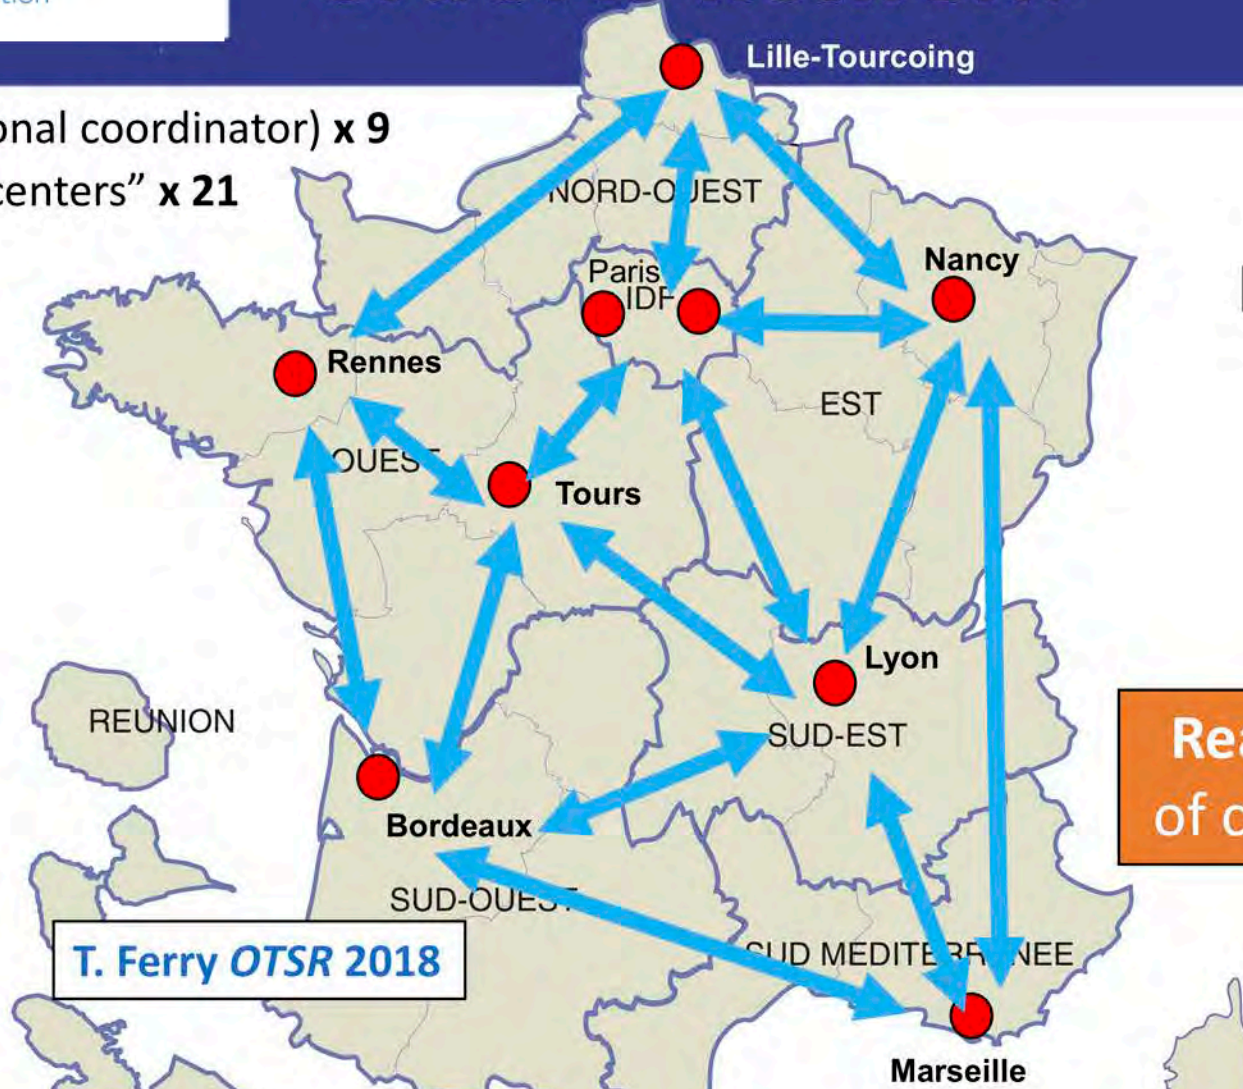 Lille-Tourcoing
onal coordinator) x 9
centers” x 21
NORD-OUEST
Nancy
Paris
IDF
Rennes
EST
OUEST
Tours
Lyon
REUNION
SUD-EST
Rea
of c
Bordeaux
SUD-OUEST
T. Ferry OTSR 2018
SUD MEDITERRANEE
Marseille